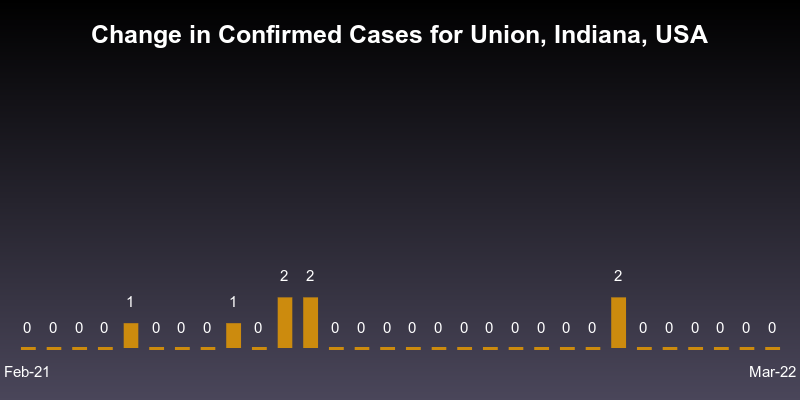 Change in Confirmed Cases for Union, Indiana, USA
2 2 2
1 1
0 0 0 0 0 0 0 0 0 0 0 0 0 0 0 0 0 0 0 0 0 0 0 0 0
Feb-21 Mar-22